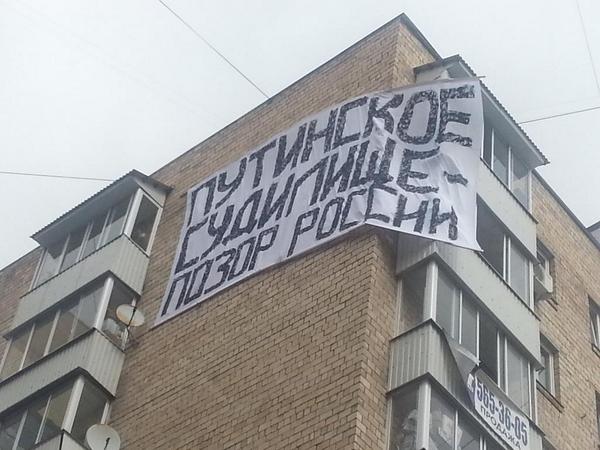 ПУТИНСКОЕ
СУДИЛИЩЕ-
ПОЗОР РОССИИ
565-36-05
ПРОДАЖА